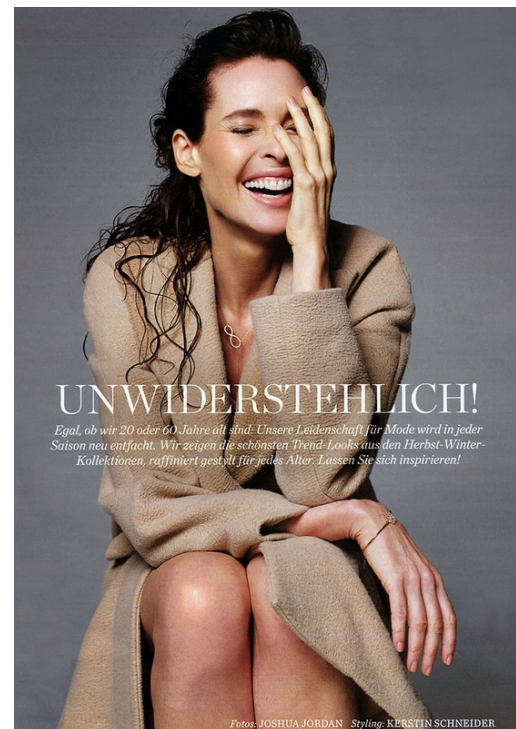 UNWIDERSTEHLICH!
Egal, ob wir 20 oder 60 Jahre alt sind: Unsere Leidenschaft für Mode wird in jeder
Saison neu entfacht. Wir zeigen die schönsten Trend-Looks aus den Herbst-Winter-
Kollektionen, raffiniert gestylt für jedes Alter. Lassen Sie sich inspirieren!
Fotos: JOSHUA JORDAN Styling: KERSTIN SCHNEIDER